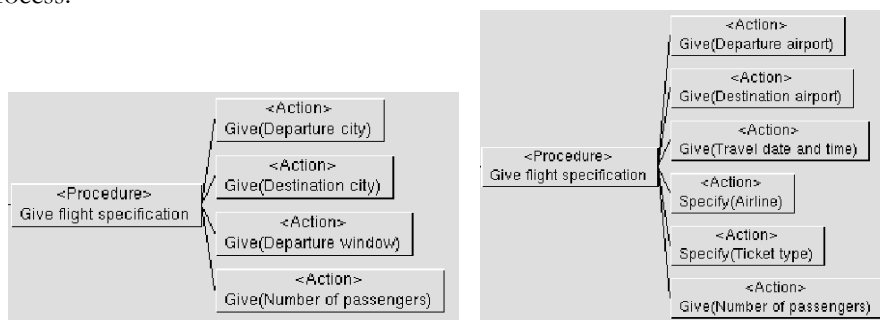 ocess.
<Action>
Give(Departure city)
<Action>
Give(Destination city)
<Procedure>
Give flight specification
<Action>
Give(Departure window)
<Action>
Give(Number of passengers)
<Action>
Give(Departure airport)
<Action>
Give(Destination airport)
<Action>
Give(Travel date and time)
<Procedure>
Give flight specification
<Action>
Specify(Airline)
<Action>
Specify(Ticket type)
<Action>
Give(Number of passengers)